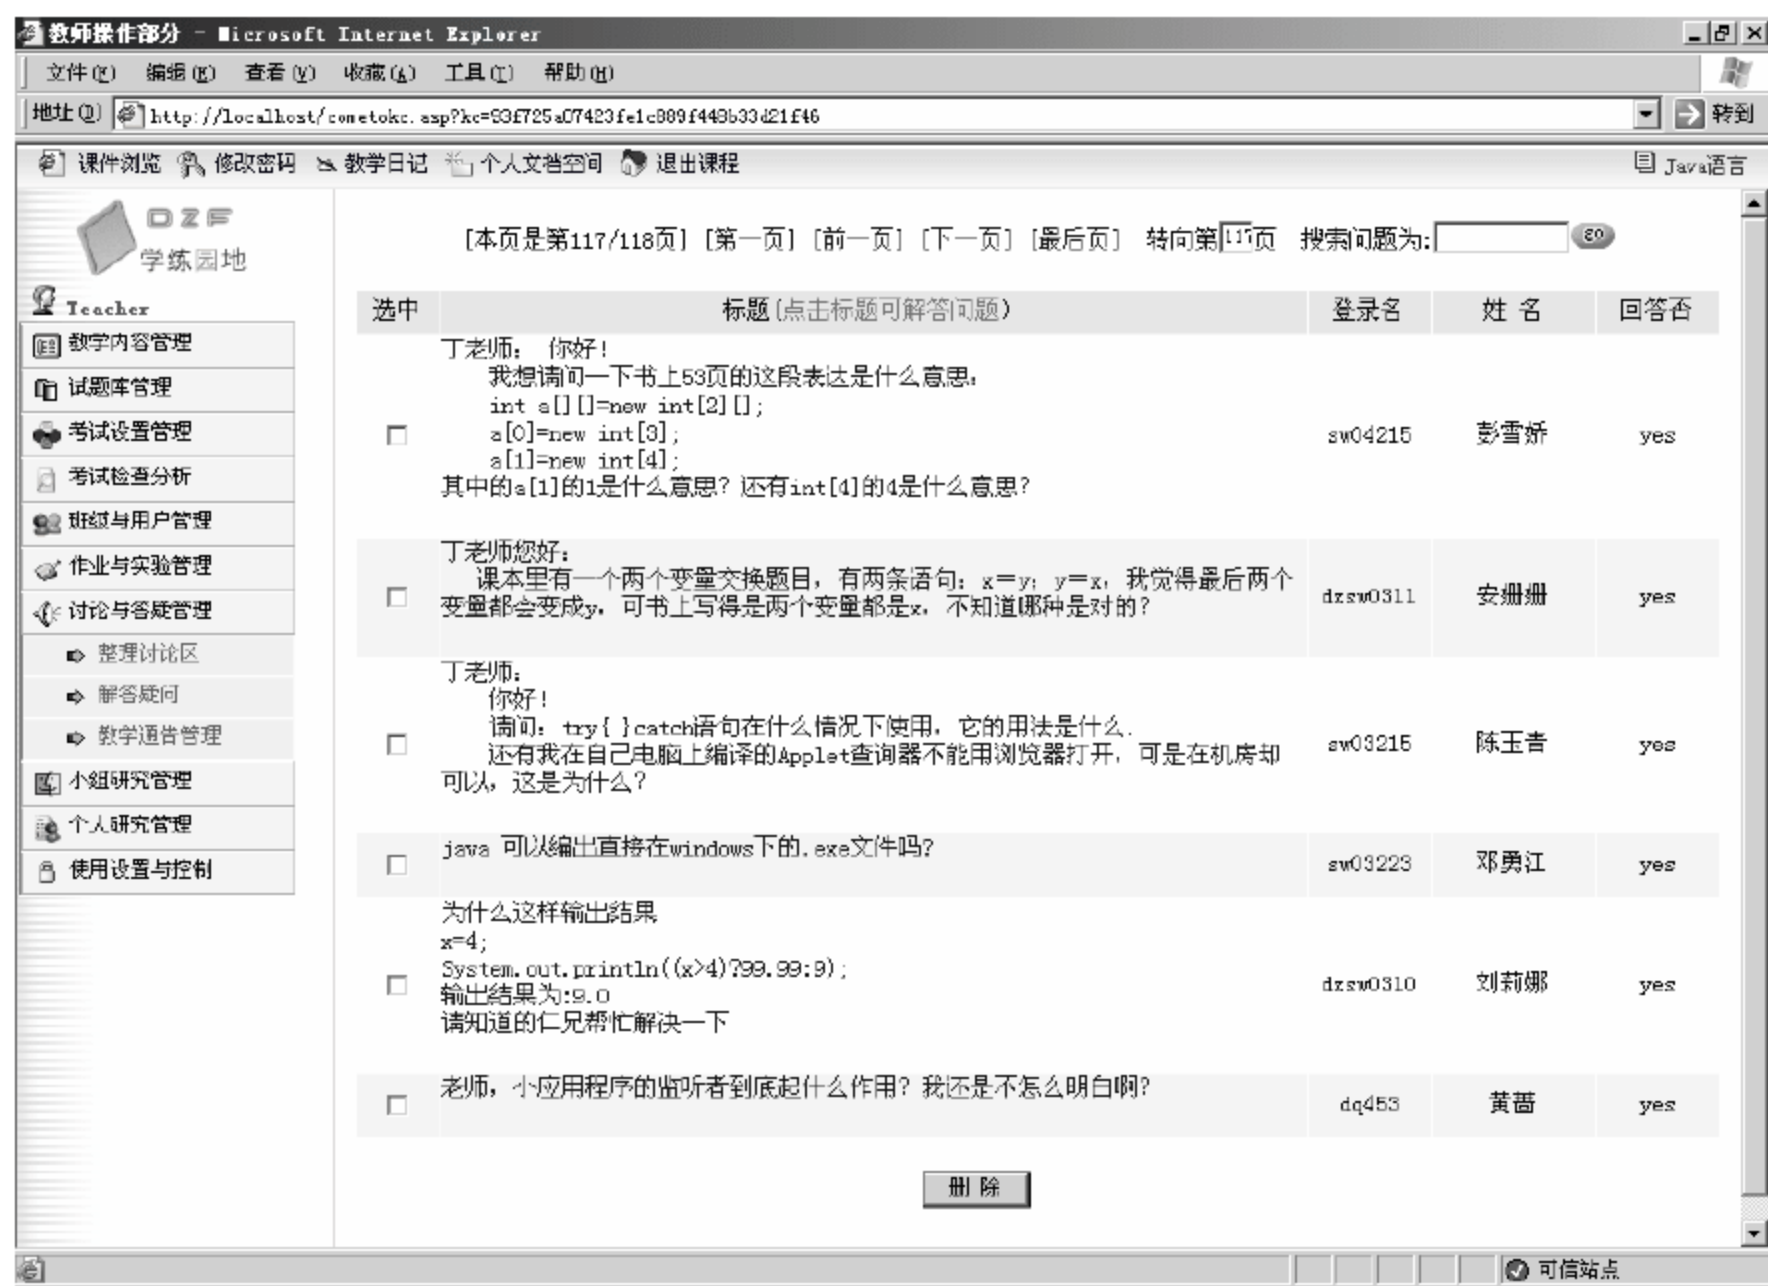 教师操作部分 - Microsoft Internet Explorer
文件(F) 编辑(E) 查看(V) 收藏(A) 工具(T) 帮助(H)
地址(D) http://localhost/cometokc.asp?kc=93f725a07423fe1c889f448b33d21f46 转到
课件浏览 修改密码 教学日记 个人文档空间 退出课程 Java语言
DZF
学练园地
Teacher
教学内容管理
试题库管理
考试设置管理
考试检查分析
班级与用户管理
作业与实验管理
讨论与答疑管理
整理讨论区
解答疑问
教学通告管理
小组研究管理
个人研究管理
使用设置与控制
[本页是第117/118页] [第一页] [前一页] [下一页] [最后页] 转向第117页 搜索问题为: go
选中 标题(点击标题可解答问题) 登录名 姓 名 回答否
丁老师： 你好!
我想请问一下书上53页的这段表达是什么意思:
int a[][]=new int[2][];
a[0]=new int[3];
a[1]=new int[4];
其中的a[1]的1是什么意思? 还有int[4]的4是什么意思?
sw04215 彭雪娇 yes
丁老师您好：
课本里有一个两个变量交换题目，有两条语句：x＝y；y＝x，我觉得最后两个
变量都会变成y，可书上写得是两个变量都是x，不知道哪种是对的?
dzsw0311 安姗姗 yes
丁老师：
你好!
请问：try{ }catch语句在什么情况下使用，它的用法是什么.
还有我在自己电脑上编译的Applet查询器不能用浏览器打开，可是在机房却
可以，这是为什么?
sw03215 陈玉青 yes
java 可以编出直接在windows下的.exe文件吗?
sw03223 邓勇江 yes
为什么这样输出结果
x=4;
System.out.println((x>4)?99.99:9);
输出结果为:9.0
请知道的仁兄帮忙解决一下
dzsw0310 刘莉娜 yes
老师，小应用程序的监听者到底起什么作用? 我还是不怎么明白啊?
dq453 黄蔷 yes
删 除
可信站点